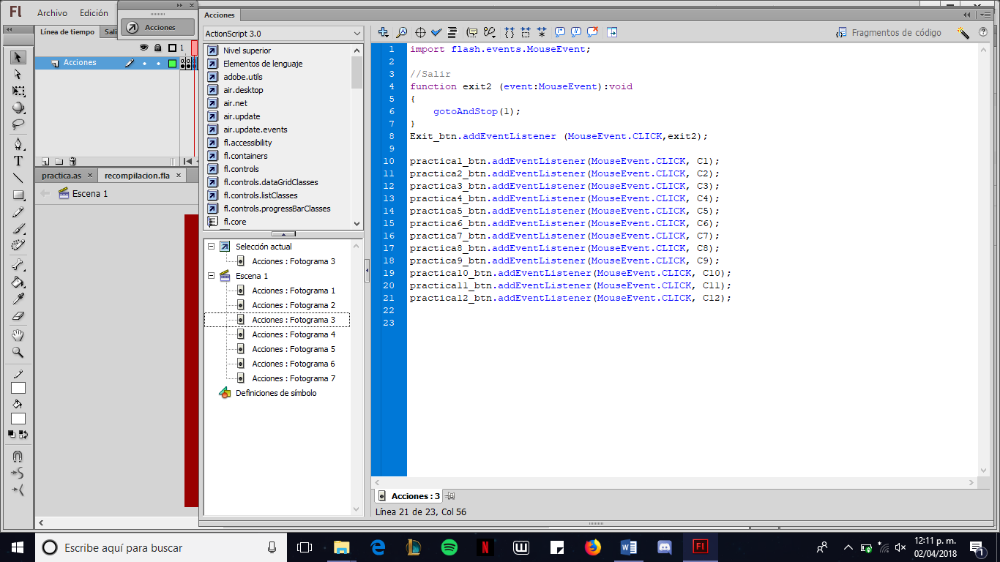 Fl
Archivo
Edición
Acciones
Acciones
Línea de tiempo
Sali
1
Acciones
practica.as
recompilacion.fla
Escena 1
ActionScript 3.0
Nivel superior
Elementos de lenguaje
adobe.utils
air.desktop
air.net
air.update
air.update.events
fl.accessibility
fl.containers
fl.controls
fl.controls.dataGridClasses
fl.controls.listClasses
fl.controls.progressBarClasses
fl.core
Selección actual
Acciones : Fotograma 3
Escena 1
Acciones : Fotograma 1
Acciones : Fotograma 2
Acciones : Fotograma 3
Acciones : Fotograma 4
Acciones : Fotograma 5
Acciones : Fotograma 6
Acciones : Fotograma 7
Definiciones de símbolo
Fragmentos de código
1 import flash.events.MouseEvent;
2
3 //Salir
4 function exit2 (event:MouseEvent):void
5 {
6 gotoAndStop(1);
7 }
8 Exit_btn.addEventListener (MouseEvent.CLICK,exit2);
9
10 practica1_btn.addEventListener(MouseEvent.CLICK, C1);
11 practica2_btn.addEventListener(MouseEvent.CLICK, C2);
12 practica3_btn.addEventListener(MouseEvent.CLICK, C3);
13 practica4_btn.addEventListener(MouseEvent.CLICK, C4);
14 practica5_btn.addEventListener(MouseEvent.CLICK, C5);
15 practica6_btn.addEventListener(MouseEvent.CLICK, C6);
16 practica7_btn.addEventListener(MouseEvent.CLICK, C7);
17 practica8_btn.addEventListener(MouseEvent.CLICK, C8);
18 practica9_btn.addEventListener(MouseEvent.CLICK, C9);
19 practica10_btn.addEventListener(MouseEvent.CLICK, C10);
20 practica11_btn.addEventListener(MouseEvent.CLICK, C11);
21 practica12_btn.addEventListener(MouseEvent.CLICK, C12);
22
23
Acciones : 3
Línea 21 de 23, Col 56
Escribe aquí para buscar
12:11 p. m.
02/04/2018
1